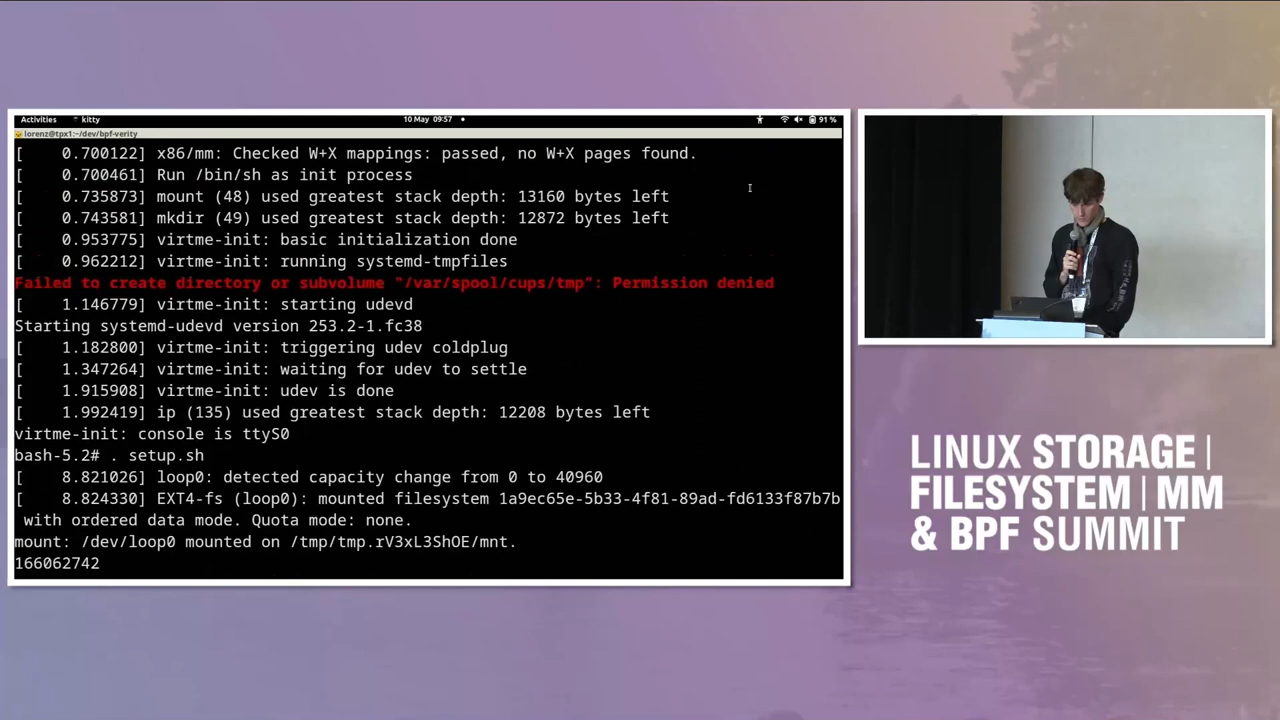 Activities kitty 10 May 09:57 91 %
lorenz@tpx1:~/dev/bpf-verity
[    0.700122] x86/mm: Checked W+X mappings: passed, no W+X pages found.
[    0.700461] Run /bin/sh as init process
[    0.735873] mount (48) used greatest stack depth: 13160 bytes left
[    0.743581] mkdir (49) used greatest stack depth: 12872 bytes left
[    0.953775] virtme-init: basic initialization done
[    0.962212] virtme-init: running systemd-tmpfiles
Failed to create directory or subvolume "/var/spool/cups/tmp": Permission denied
[    1.146779] virtme-init: starting udevd
Starting systemd-udevd version 253.2-1.fc38
[    1.182800] virtme-init: triggering udev coldplug
[    1.347264] virtme-init: waiting for udev to settle
[    1.915908] virtme-init: udev is done
[    1.992419] ip (135) used greatest stack depth: 12208 bytes left
virtme-init: console is ttyS0
bash-5.2# . setup.sh
[    8.821026] loop0: detected capacity change from 0 to 40960
[    8.824330] EXT4-fs (loop0): mounted filesystem 1a9ec65e-5b33-4f81-89ad-fd6133f87b7b
 with ordered data mode. Quota mode: none.
mount: /dev/loop0 mounted on /tmp/tmp.rV3xL3ShOE/mnt.
166062742
LINUX STORAGE |
FILESYSTEM | MM
& BPF SUMMIT